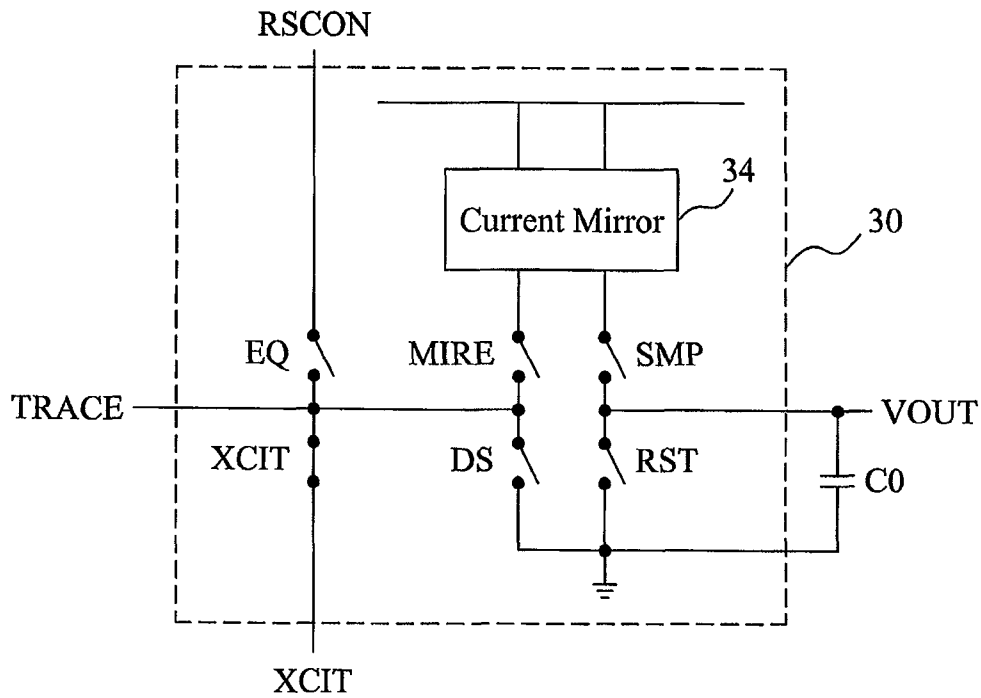 RSCON
34
Current Mirror
30
EQ
MIRE
SMP
TRACE
VOUT
XCIT
DS
RST
C0
XCIT